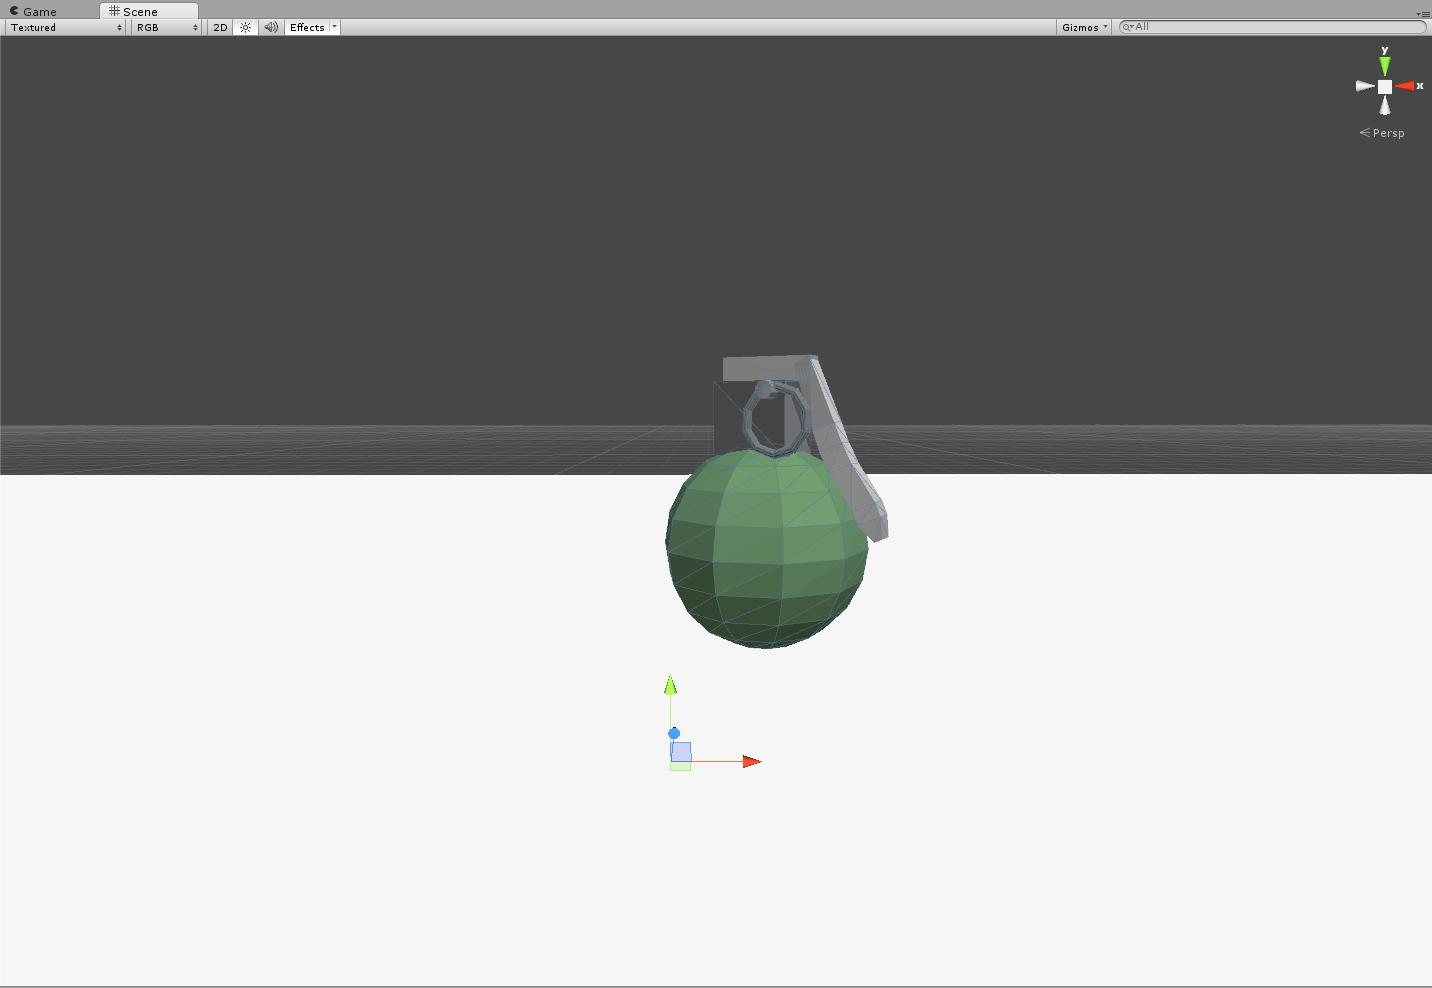 Game Scene
Textured RGB 2D Effects Gizmos All
y
x
Persp